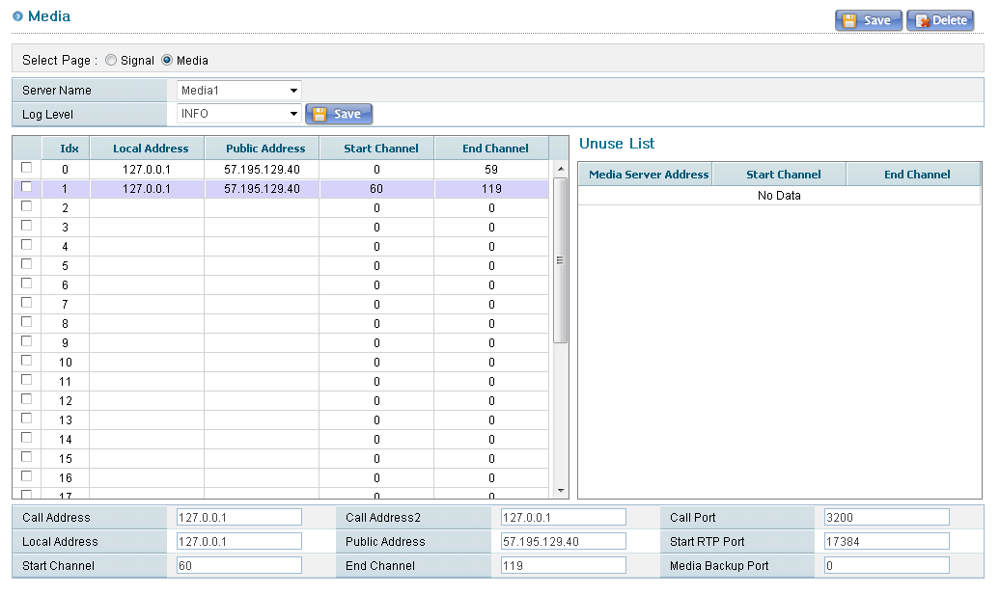 Media
Save Delete
Select Page : Signal Media
Server Name Media1
Log Level INFO Save
Idx Local Address Public Address Start Channel End Channel
0 127.0.0.1 57.195.129.40 0 59
1 127.0.0.1 57.195.129.40 60 119
2 0 0
3 0 0
4 0 0
5 0 0
6 0 0
7 0 0
8 0 0
9 0 0
10 0 0
11 0 0
12 0 0
13 0 0
14 0 0
15 0 0
16 0 0
17 0 0
Unuse List
Media Server Address Start Channel End Channel
No Data
Call Address 127.0.0.1 Call Address2 127.0.0.1 Call Port 3200
Local Address 127.0.0.1 Public Address 57.195.129.40 Start RTP Port 17384
Start Channel 60 End Channel 119 Media Backup Port 0